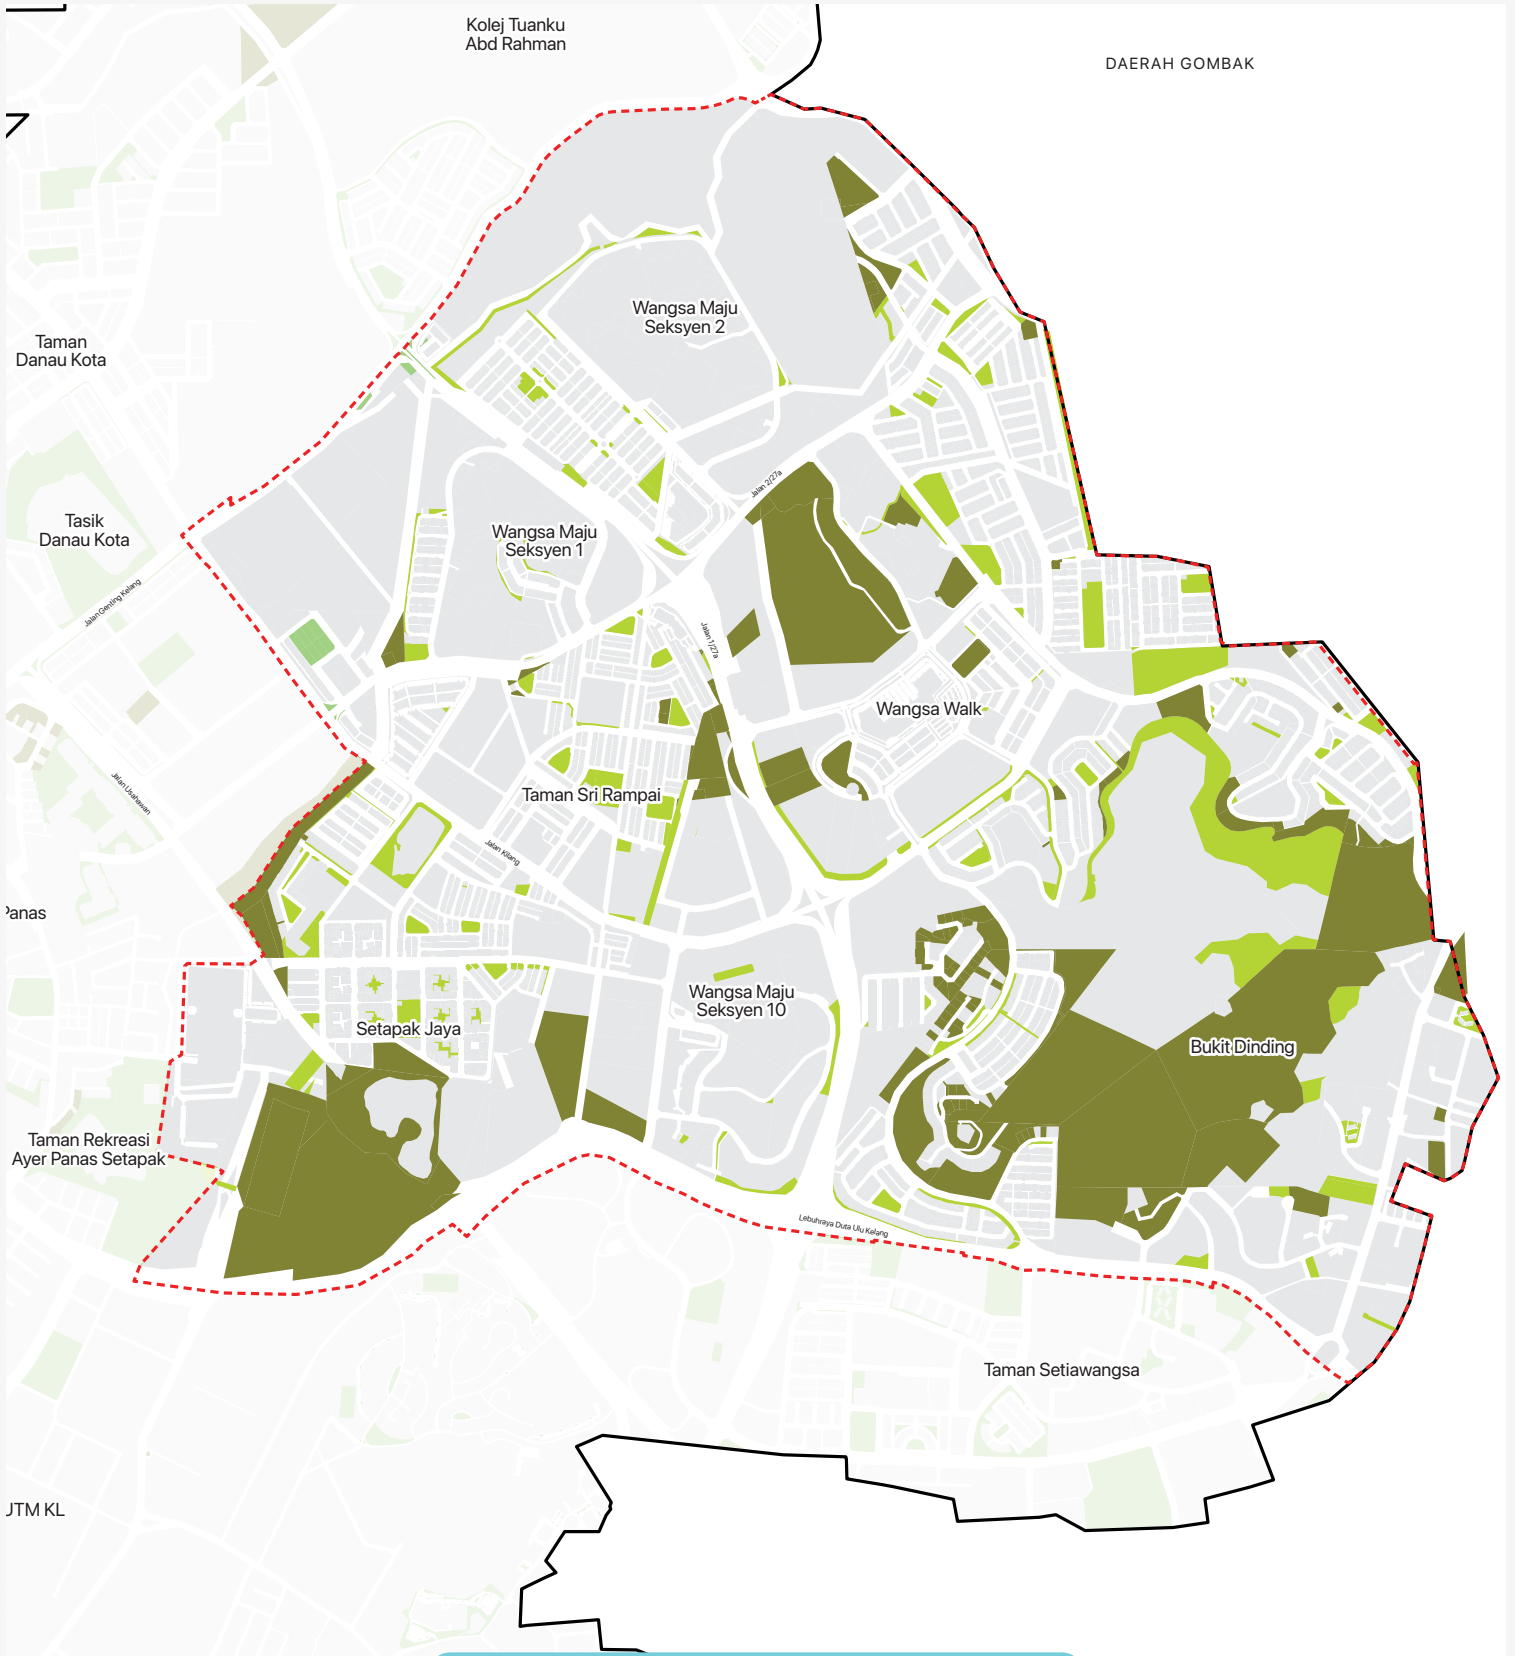 Kolej Tuanku
Abd Rahman
DAERAH GOMBAK
Wangsa Maju
Seksyen 2
Taman
Danau Kota
Jalan 2/27a
Tasik
Danau Kota
Wangsa Maju
Seksyen 1
Jalan Genting Kelang
Jalan 1/27a
Wangsa Walk
Jalan Usahawan
Taman Sri Rampai
Jalan Kilang
Panas
Wangsa Maju
Seksyen 10
Setapak Jaya
Bukit Dinding
Taman Rekreasi
Ayer Panas Setapak
Lebuhraya Duta Ulu Kelang
Taman Setiawangsa
UTM KL